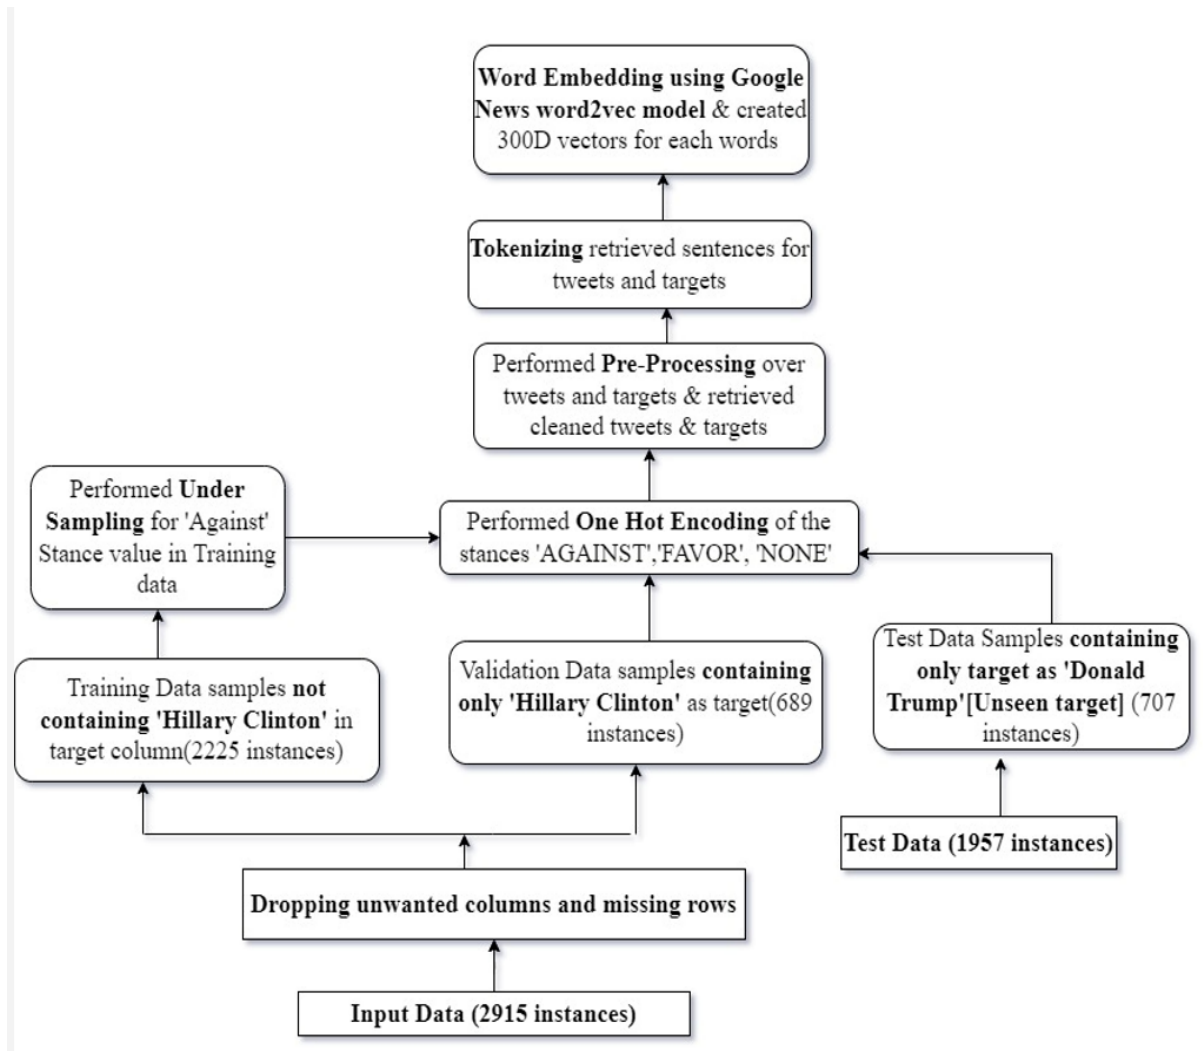 Word Embedding using Google
News word2vec model & created
300D vectors for each words
Tokenizing retrieved sentences for
tweets and targets
Performed Pre-Processing over
tweets and targets & retrieved
cleaned tweets & targets
Performed Under
Sampling for 'Against'
Stance value in Training
data
Performed One Hot Encoding of the
stances 'AGAINST','FAVOR', 'NONE'
Training Data samples not
containing 'Hillary Clinton' in
target column(2225 instances)
Validation Data samples containing
only 'Hillary Clinton' as target(689
instances)
Test Data Samples containing
only target as 'Donald
Trump'[Unseen target] (707
instances)
Test Data (1957 instances)
Dropping unwanted columns and missing rows
Input Data (2915 instances)